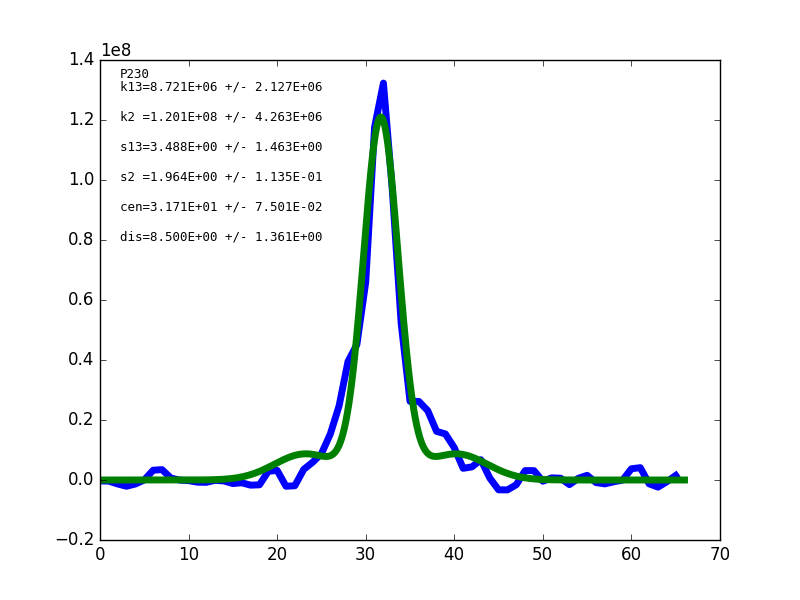 1e8
P230
k13=8.721E+06 +/- 2.127E+06
k2 =1.201E+08 +/- 4.263E+06
s13=3.488E+00 +/- 1.463E+00
s2 =1.964E+00 +/- 1.135E-01
cen=3.171E+01 +/- 7.501E-02
dis=8.500E+00 +/- 1.361E+00
1.4
1.2
1.0
0.8
0.6
0.4
0.2
0.0
−0.2
0 10 20 30 40 50 60 70